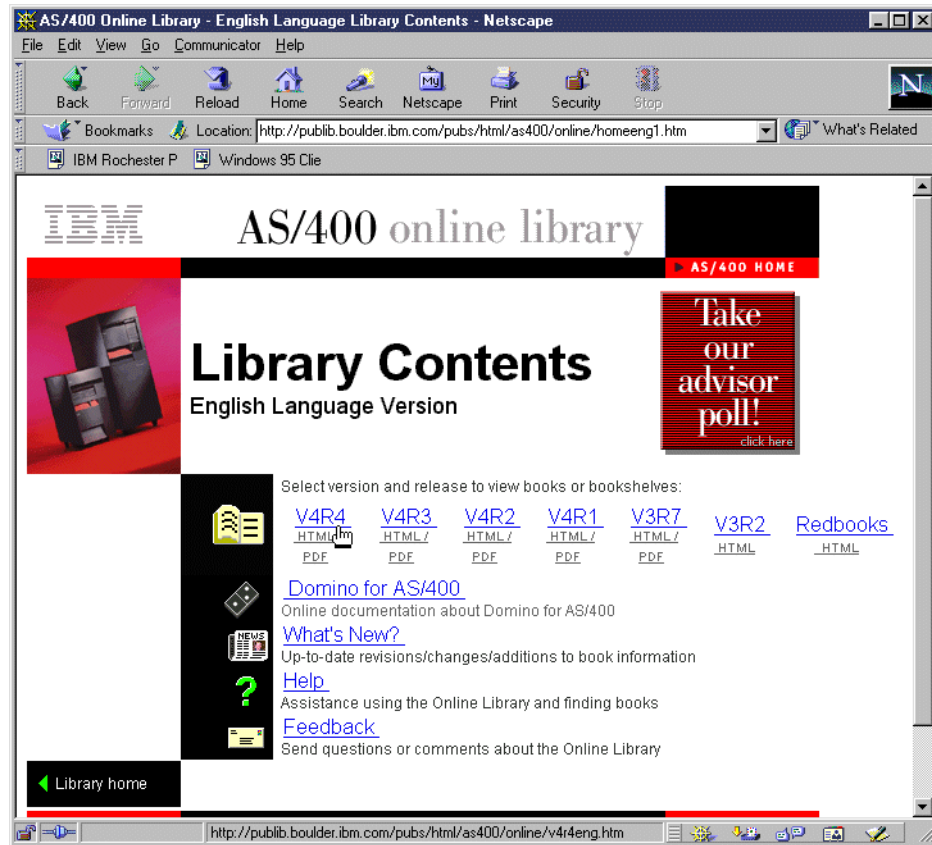 AS/400 Online Library - English Language Library Contents - Netscape
File Edit View Go Communicator Help
Back Forward Reload Home Search Netscape Print Security Stop
My
N
Bookmarks Location: http://publib.boulder.ibm.com/pubs/html/as400/online/homeeng1.htm What's Related
IBM Rochester P Windows 95 Clie
IBM AS/400 online library
AS/400 HOME
Take
our
advisor
poll!
click here
Library Contents
English Language Version
Select version and release to view books or bookshelves:
V4R4 V4R3 V4R2 V4R1 V3R7 V3R2 Redbooks
HTML HTML / HTML / HTML / HTML / HTML HTML
PDF PDF PDF PDF PDF
Domino for AS/400
Online documentation about Domino for AS/400
NEWS
What's New?
Up-to-date revisions/changes/additions to book information
?
Help
Assistance using the Online Library and finding books
Feedback
Send questions or comments about the Online Library
Library home
http://publib.boulder.ibm.com/pubs/html/as400/online/v4r4eng.htm